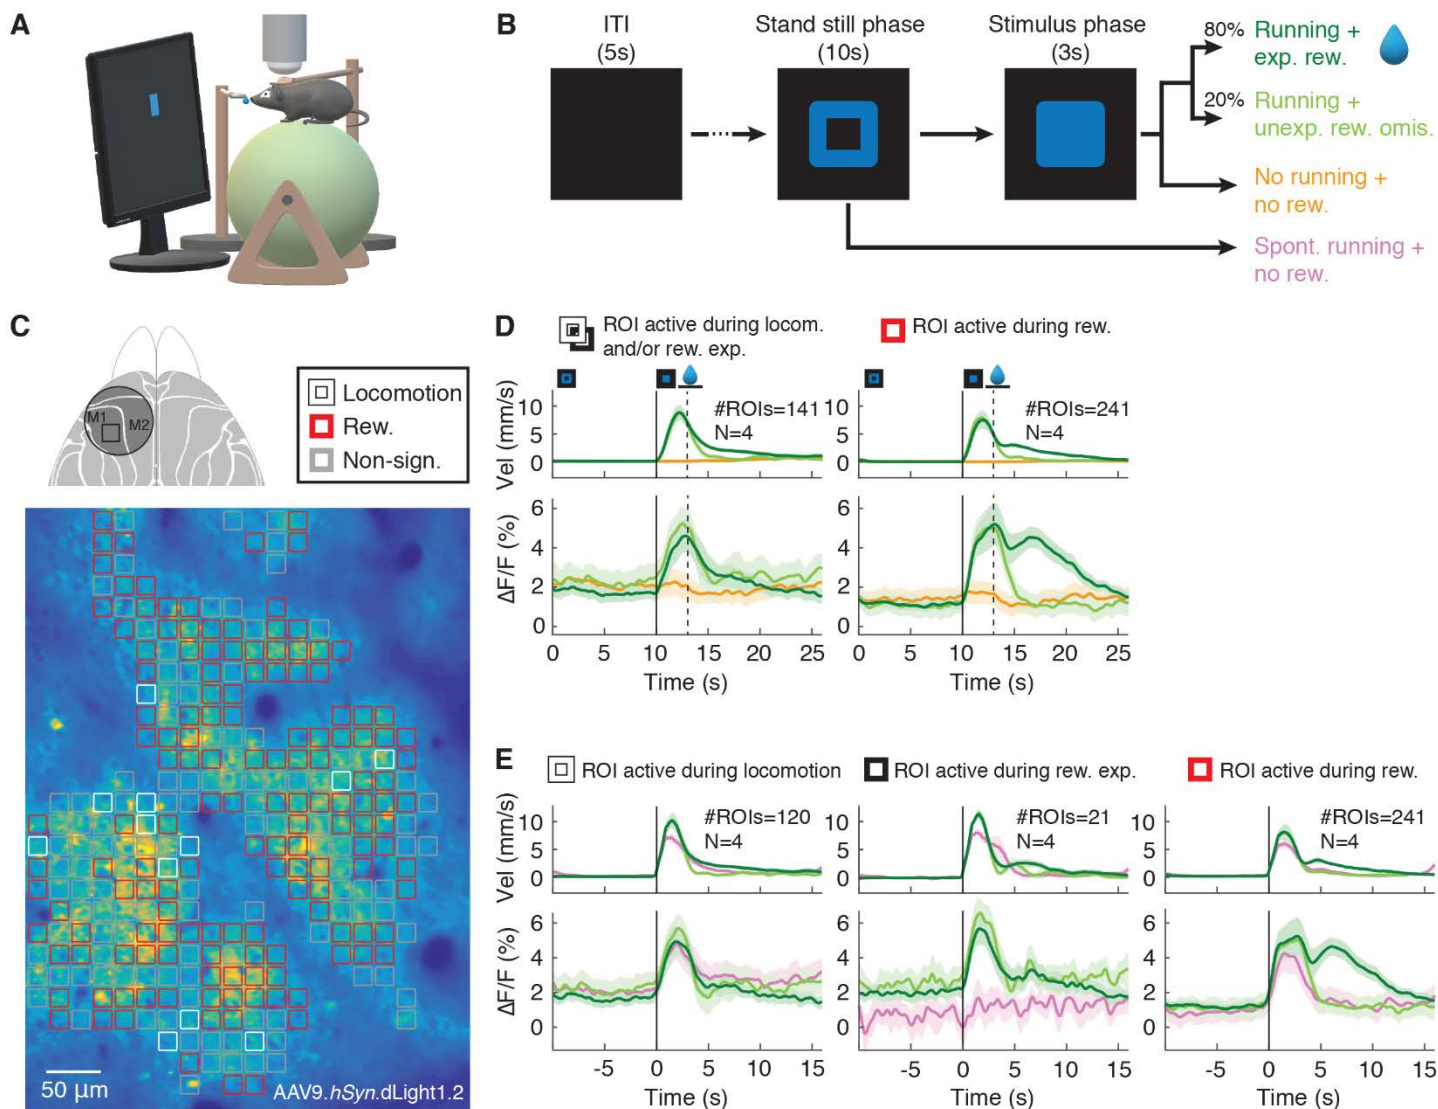 A
B
ITI
(5s)
Stand still phase
(10s)
Stimulus phase
(3s)
80%
Running +
exp. rew.
20%
Running +
unexp. rew. omis.
No running +
no rew.
Spont. running +
no rew.
C
M1
M2
Locomotion
Rew.
Non-sign.
50 µm
AAV9.hSyn.dLight1.2
D
ROI active during locom.
and/or rew. exp.
ROI active during rew.
Vel (mm/s)
10
5
0
#ROIs=141
N=4
10
5
0
#ROIs=241
N=4
ΔF/F (%)
6
4
2
0
0 5 10 15 20 25
Time (s)
6
4
2
0
0 5 10 15 20 25
Time (s)
E
ROI active during locomotion
ROI active during rew. exp.
ROI active during rew.
Vel (mm/s)
10
5
0
#ROIs=120
N=4
10
5
0
#ROIs=21
N=4
10
5
0
#ROIs=241
N=4
ΔF/F (%)
6
4
2
0
-5 0 5 10 15
Time (s)
6
4
2
0
-5 0 5 10 15
Time (s)
6
4
2
0
-5 0 5 10 15
Time (s)